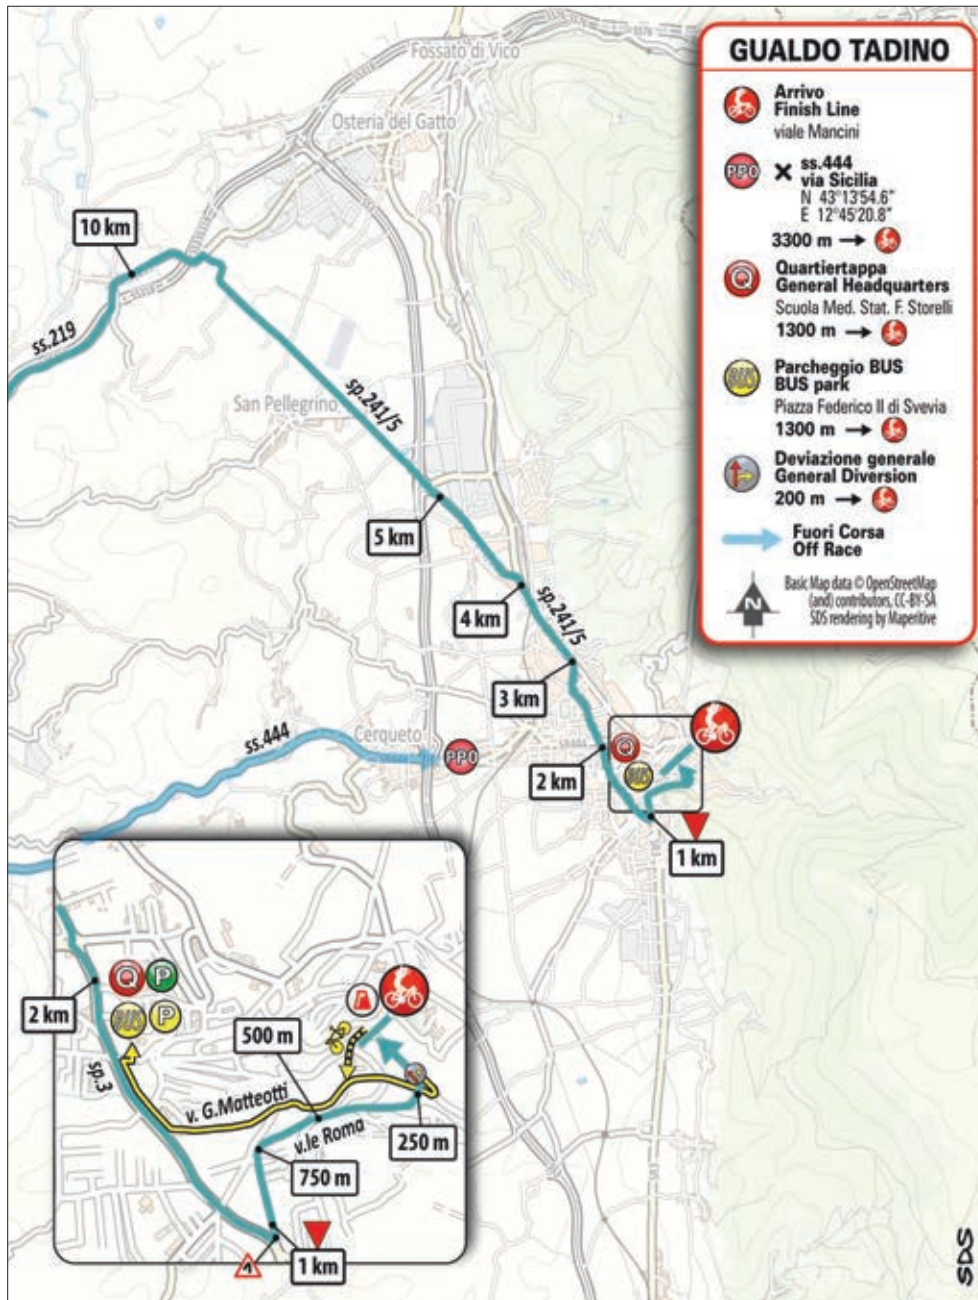 Fossato di Vico
Osteria del Gatto
10 km
ss.219
sp.241/5
San Pellegrino
5 km
4 km
sp.241/5
3 km
ss.444
Cerqueto
PPO
2 km
Q
BUS
1 km
GUALDO TADINO
Arrivo
Finish Line
viale Mancini
PPO
ss.444
via Sicilia
N 43°13'54.6"
E 12°45'20.8"
3300 m
Q
Quartiertappa
General Headquarters
Scuola Med. Stat. F. Storelli
1300 m
BUS
Parcheggio BUS
BUS park
Piazza Federico II di Svevia
1300 m
Deviazione generale
General Diversion
200 m
Fuori Corsa
Off Race
N
Basic Map data © OpenStreetMap
(and) contributors, CC-BY-SA
SDS rendering by Maperitive
2 km
Q P
BUS P
sp.3
500 m
v. G.Matteotti
v.le Roma
250 m
750 m
1 km
SDS